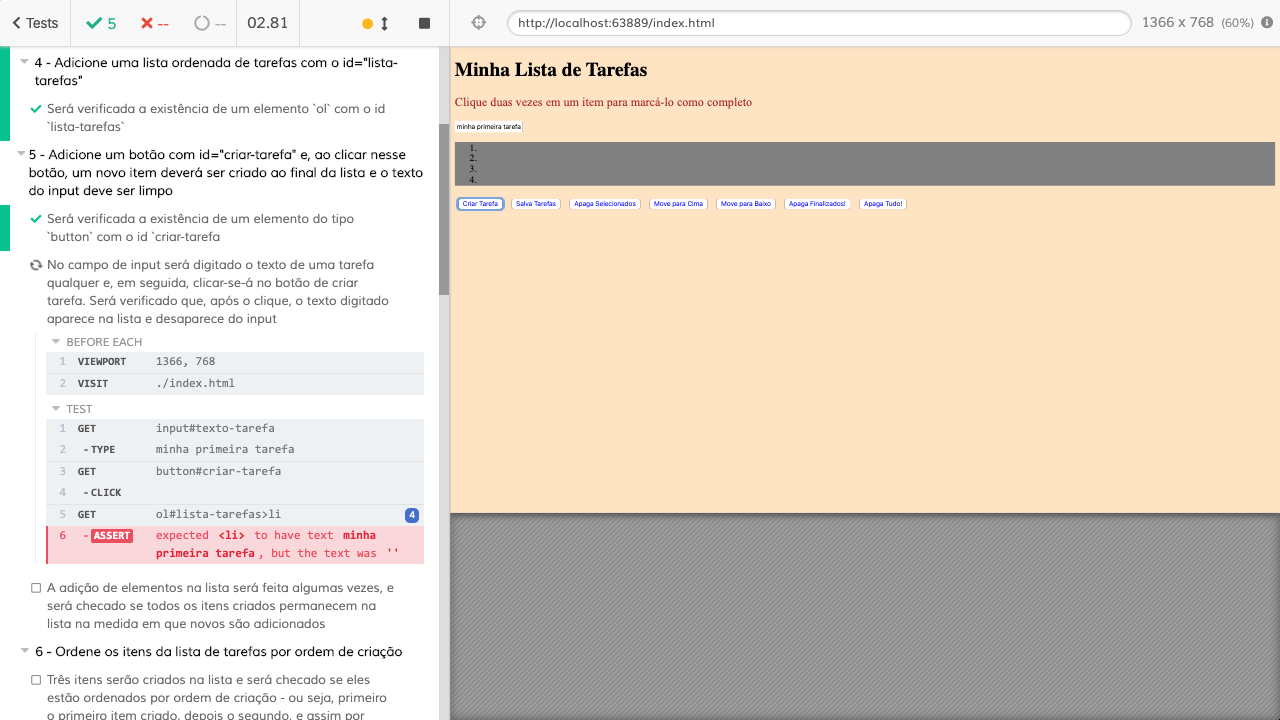 Tests
5
--
--
02.81
http://localhost:63889/index.html
1366 x 768 (60%)
4 - Adicione uma lista ordenada de tarefas com o id="lista-
tarefas"
Será verificada a existência de um elemento `ol` com o id
`lista-tarefas`
5 - Adicione um botão com id="criar-tarefa" e, ao clicar nesse
botão, um novo item deverá ser criado ao final da lista e o texto
do input deve ser limpo
Será verificada a existência de um elemento do tipo
`button` com o id `criar-tarefa
No campo de input será digitado o texto de uma tarefa
qualquer e, em seguida, clicar-se-á no botão de criar
tarefa. Será verificado que, após o clique, o texto digitado
aparece na lista e desaparece do input
BEFORE EACH
1 VIEWPORT 1366, 768
2 VISIT ./index.html
TEST
1 GET input#texto-tarefa
2 -TYPE minha primeira tarefa
3 GET button#criar-tarefa
4 -CLICK
5 GET ol#lista-tarefas>li 4
6 -ASSERT expected <li> to have text minha
primeira tarefa, but the text was ''
A adição de elementos na lista será feita algumas vezes, e
será checado se todos os itens criados permanecem na
lista na medida em que novos são adicionados
6 - Ordene os itens da lista de tarefas por ordem de criação
Três itens serão criados na lista e será checado se eles
estão ordenados por ordem de criação - ou seja, primeiro
o primeiro item criado, depois o segundo, e assim por
Minha Lista de Tarefas
Clique duas vezes em um item para marcá-lo como completo
minha primeira tarefa
1.
2.
3.
4.
Criar Tarefa Salva Tarefas Apaga Selecionados Move para Cima Move para Baixo Apaga Finalizados! Apaga Tudo!